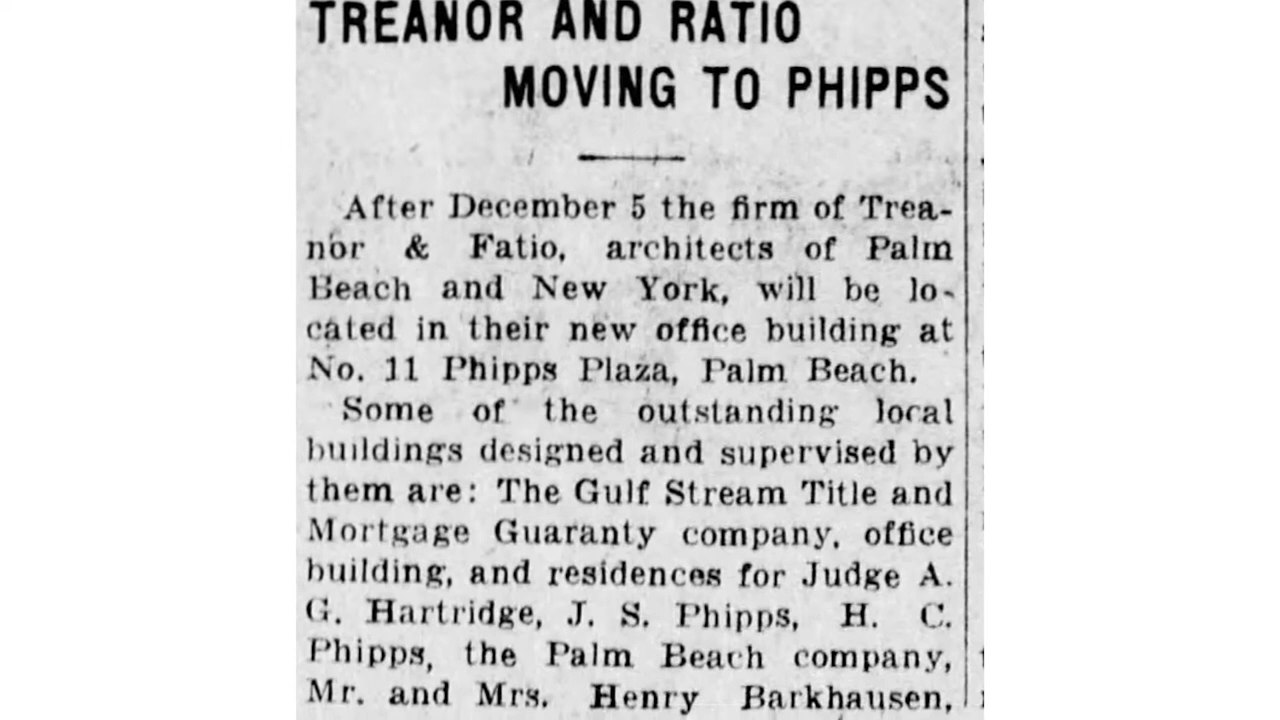 TREANOR AND RATIO
MOVING TO PHIPPS
After December 5 the firm of Trea-
nor & Fatio, architects of Palm
Beach and New York, will be lo-
cated in their new office building at
No. 11 Phipps Plaza, Palm Beach.
Some of the outstanding local
buildings designed and supervised by
them are: The Gulf Stream Title and
Mortgage Guaranty company, office
building, and residences for Judge A.
G. Hartridge, J. S. Phipps, H. C.
Phipps, the Palm Beach company,
Mr. and Mrs. Henry Barkhausen,